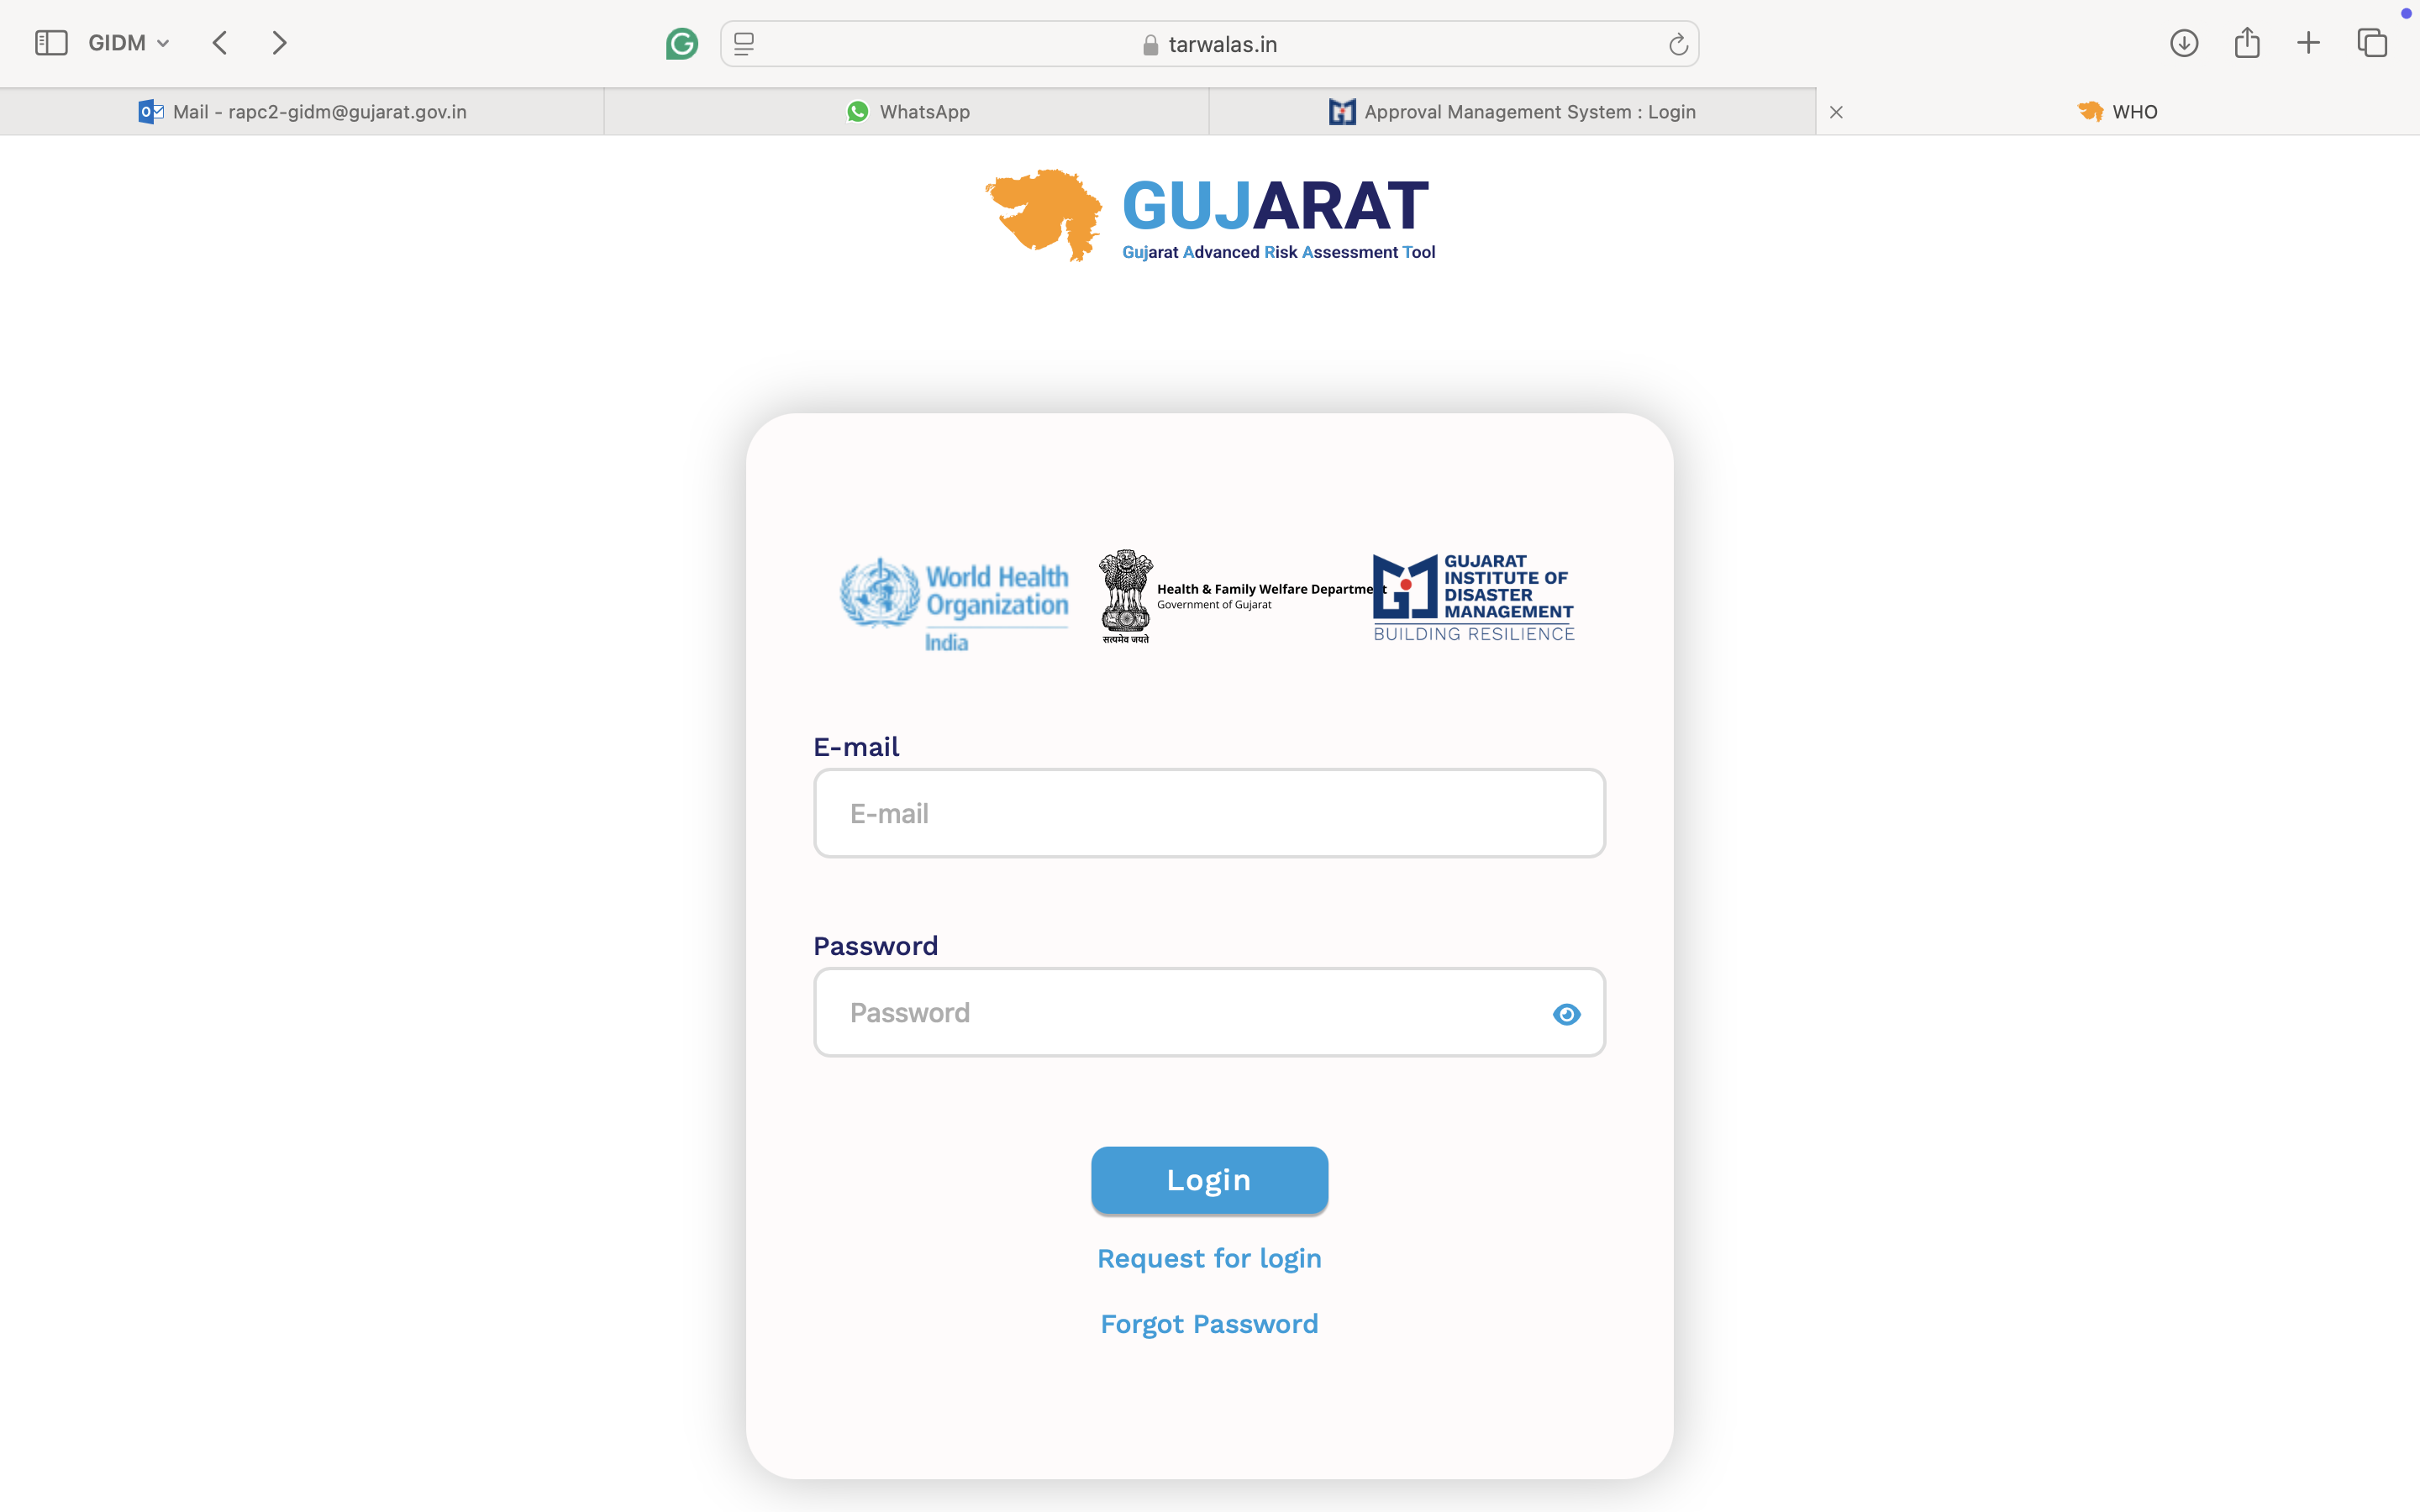 GIDM
tarwalas.in
Mail - rapc2-gidm@gujarat.gov.in
WhatsApp
Approval Management System : Login
WHO
GUJARAT
Gujarat Advanced Risk Assessment Tool
World Health
Organization
India
सत्यमेव जयते
Health & Family Welfare Department
Government of Gujarat
GUJARAT
INSTITUTE OF
DISASTER
MANAGEMENT
BUILDING RESILIENCE
E-mail
E-mail
Password
Password
Login
Request for login
Forgot Password